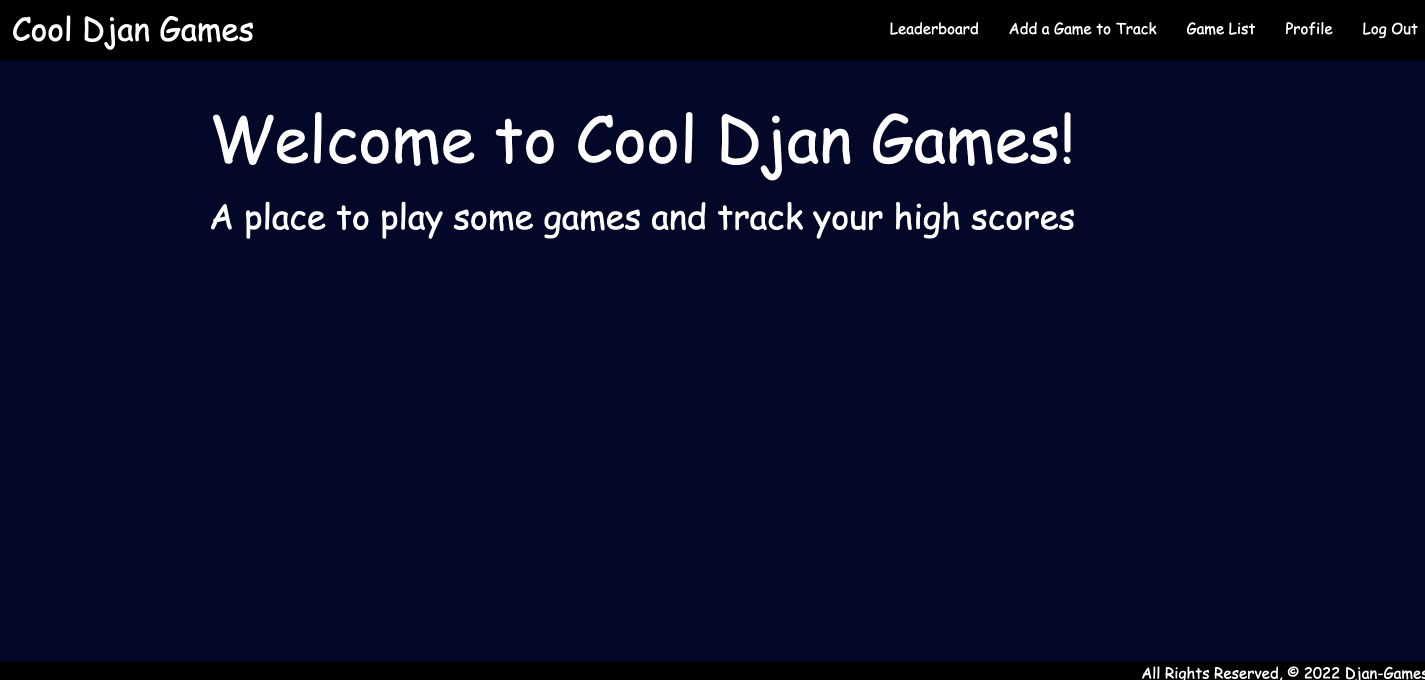 Cool Djan Games
Leaderboard Add a Game to Track Game List Profile Log Out
Welcome to Cool Djan Games!
A place to play some games and track your high scores
All Rights Reserved, © 2022 Djan-Games